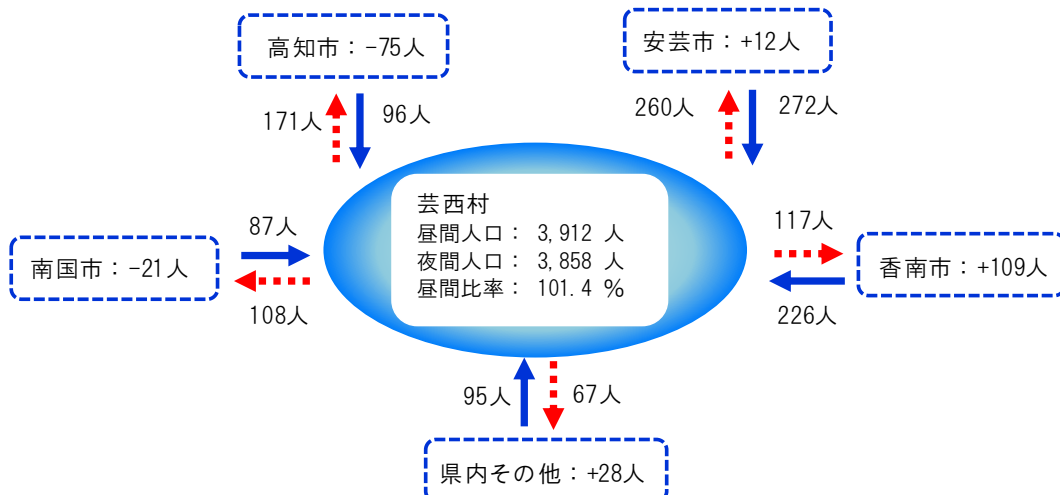 高知市：-75人
安芸市：+12人
171人
96人
260人
272人
芸西村
昼間人口： 3,912 人
夜間人口： 3,858 人
昼間比率： 101.4 %
87人
南国市：-21人
108人
117人
香南市：+109人
226人
95人
67人
県内その他：+28人